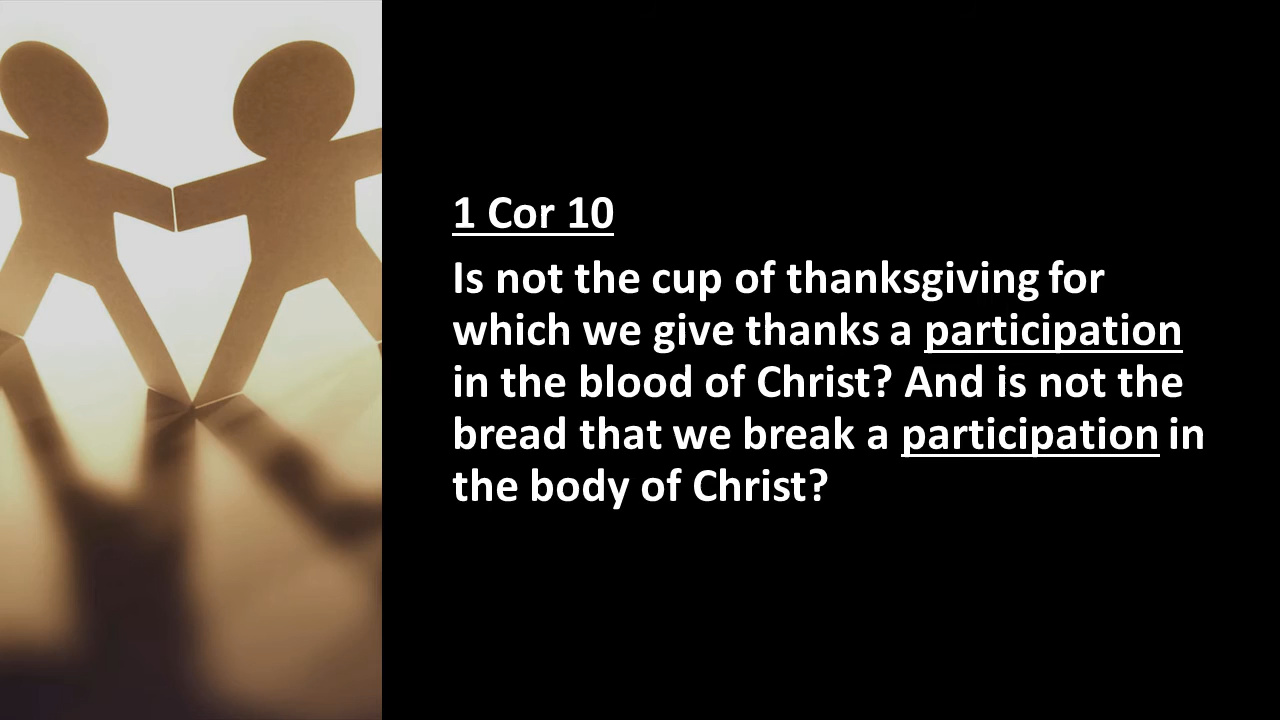 1 Cor 10
Is not the cup of thanksgiving for
which we give thanks a participation
in the blood of Christ? And is not the
bread that we break a participation in
the body of Christ?